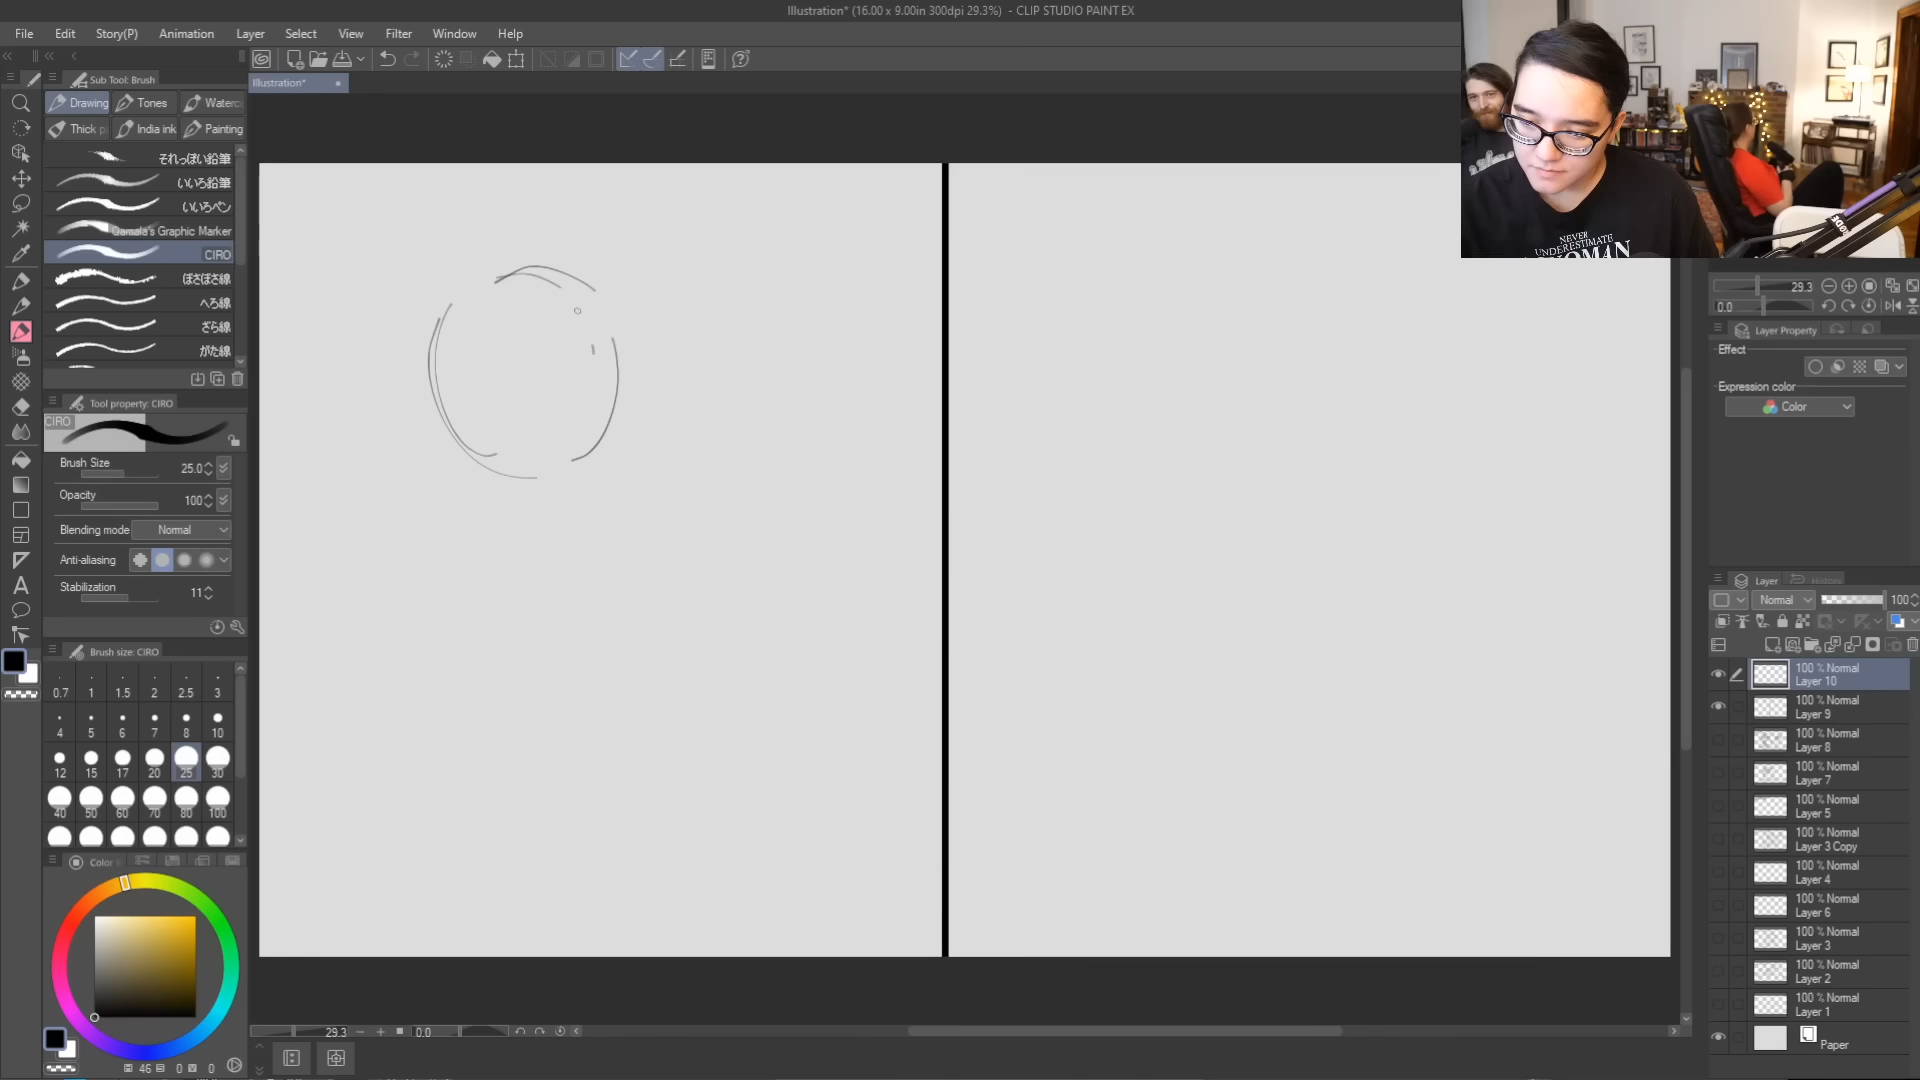 Illustration* (16.00 x 9.00in 300dpi 29.3%) - CLIP STUDIO PAINT EX
File Edit Story(P) Animation Layer Select View Filter Window Help
Sub Tool: Brush
Illustration*
Drawing Tones Waterc
Thick p India ink Painting
それっぽい鉛筆
いいろ鉛筆
いいろペン
Qamala's Graphic Marker
CIRO
ぼさぼさ線
へろ線
ざら線
がた線
Tool property: CIRO
CIRO
Brush Size 25.0
Opacity 100
Blending mode Normal
Anti-aliasing
Stabilization 11
Brush size: CIRO
0.7 1 1.5 2 2.5 3
4 5 6 7 8 10
12 15 17 20 25 30
40 50 60 70 80 100
Color
46 0 0
29.3 0.0
NEVER
UNDERESTIMATE
29.3
0.0
Layer Property
Effect
Expression color
Color
Layer History
Normal 100
100 % Normal
Layer 10
100 % Normal
Layer 9
100 % Normal
Layer 8
100 % Normal
Layer 7
100 % Normal
Layer 5
100 % Normal
Layer 3 Copy
100 % Normal
Layer 4
100 % Normal
Layer 6
100 % Normal
Layer 3
100 % Normal
Layer 2
100 % Normal
Layer 1
Paper